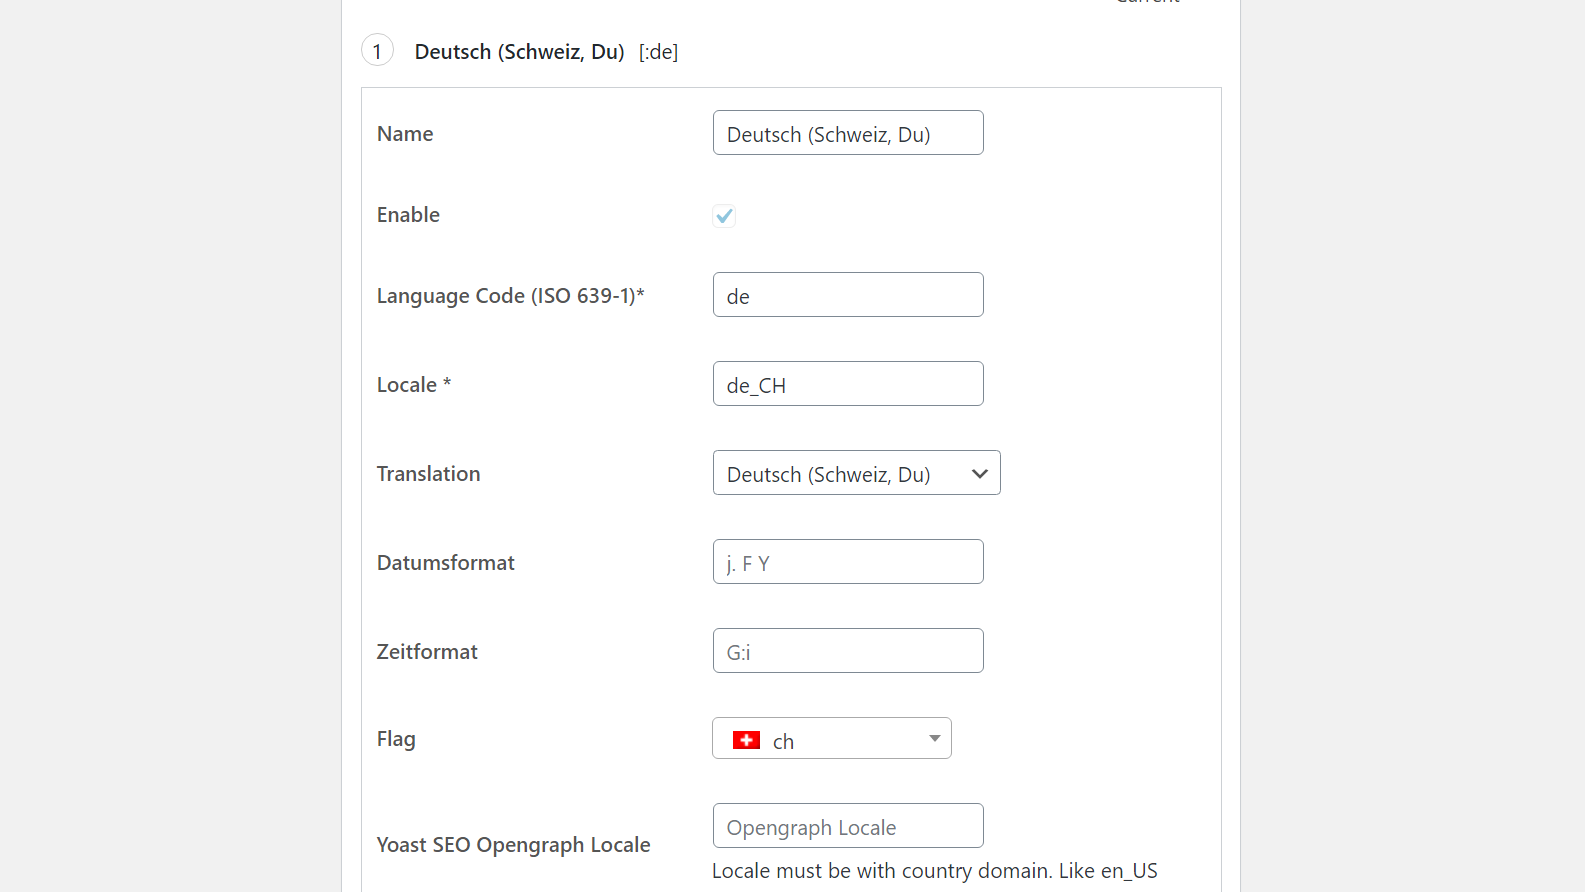 Current
1 Deutsch (Schweiz, Du) [:de]
Name Deutsch (Schweiz, Du)
Enable
Language Code (ISO 639-1)* de
Locale * de_CH
Translation Deutsch (Schweiz, Du)
Datumsformat j. F Y
Zeitformat G:i
Flag ch
Yoast SEO Opengraph Locale Opengraph Locale
Locale must be with country domain. Like en_US